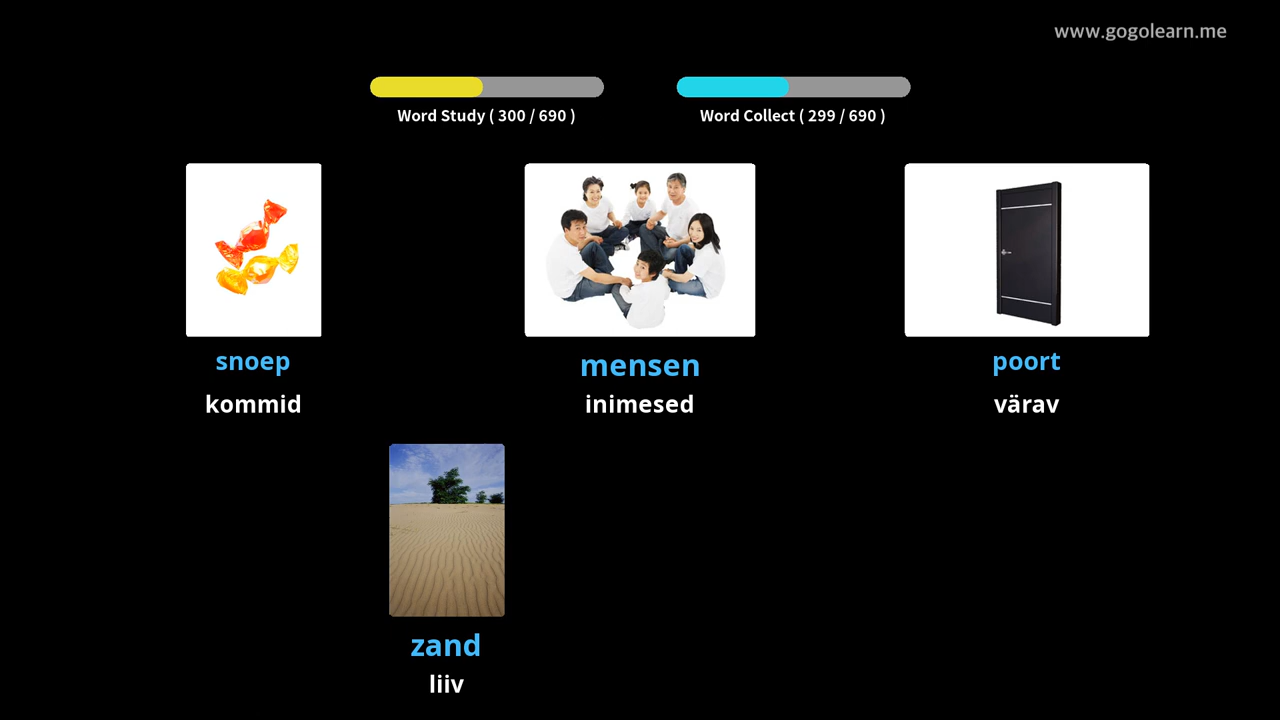 www.gogolearn.me
Word Study ( 300 / 690 )
Word Collect ( 299 / 690 )
snoep
kommid
mensen
inimesed
poort
värav
zand
liiv